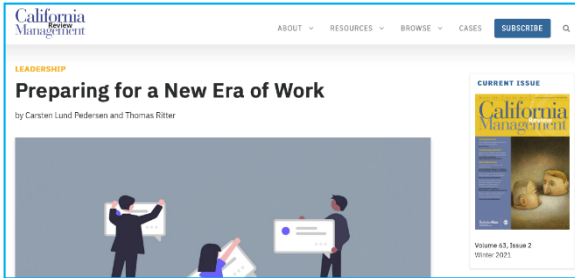 California
Review
Management
ABOUT
RESOURCES
BROWSE
CASES
SUBSCRIBE
LEADERSHIP
Preparing for a New Era of Work
by Carsten Lund Pedersen and Thomas Ritter
CURRENT ISSUE
California
Management
Volume 63, Issue 2
Winter 2021